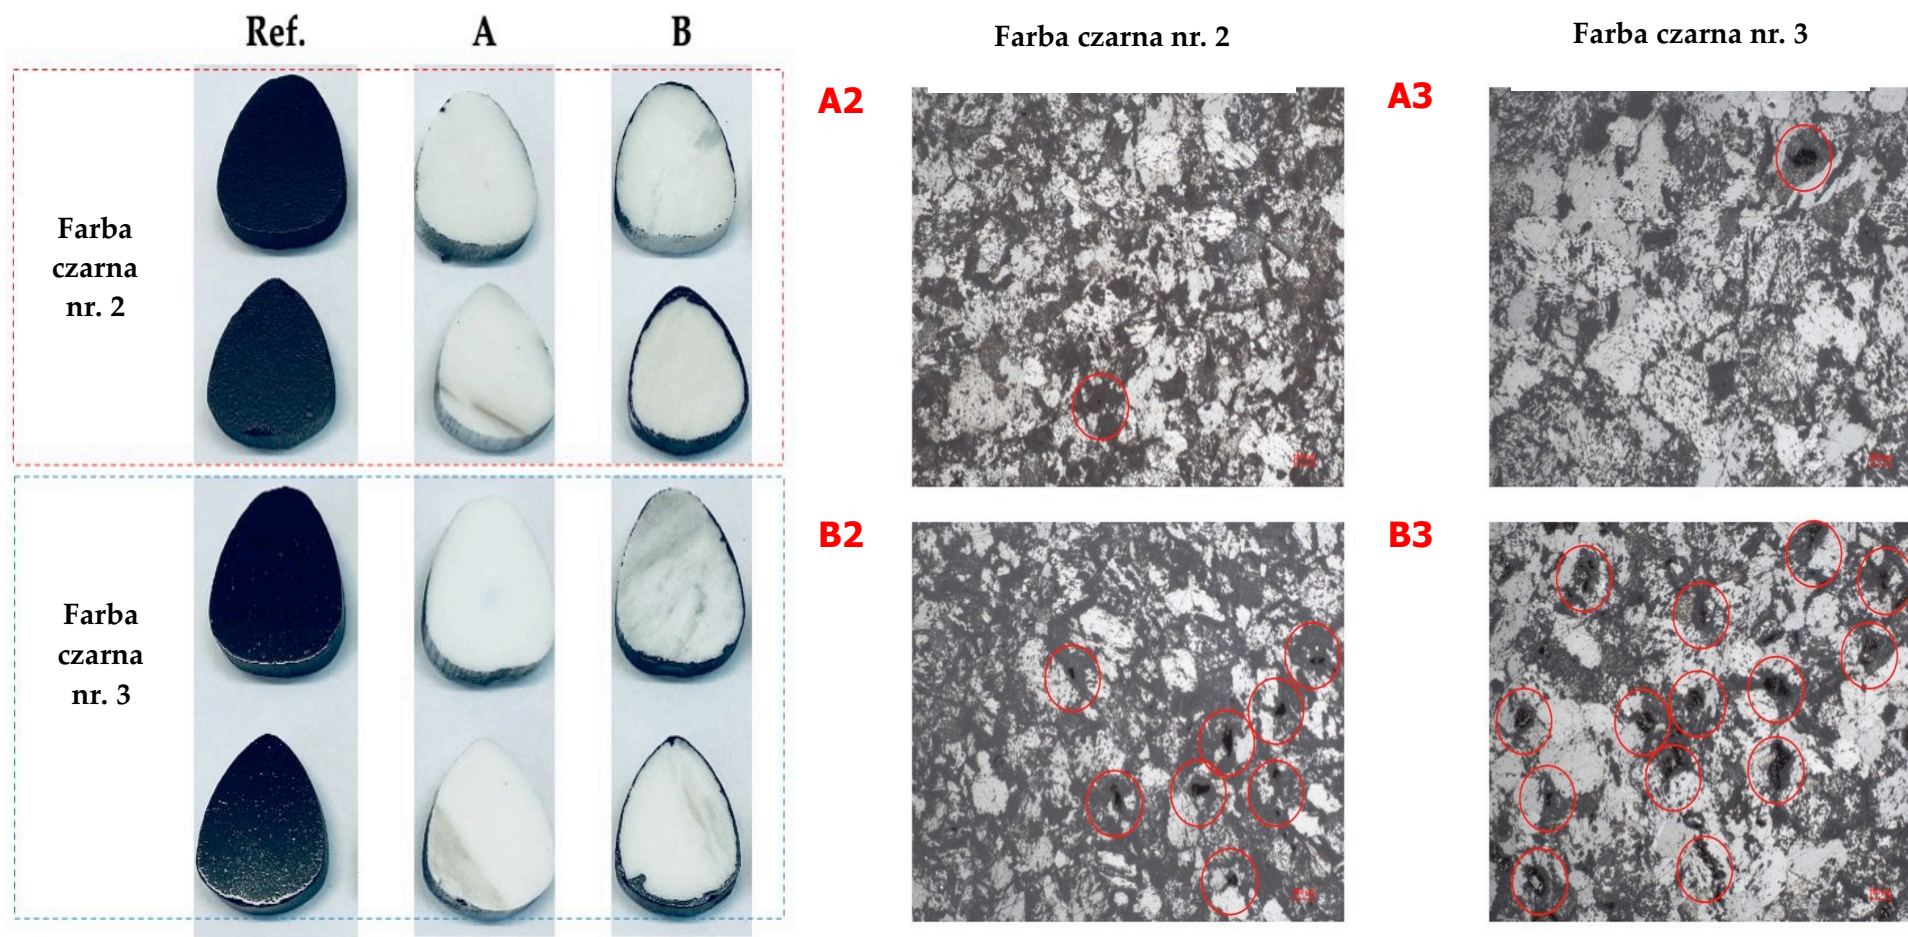 Ref.
A
B
Farba czarna nr. 2
Farba czarna nr. 3
A2
A3
Farba
czarna
nr. 2
B2
B3
Farba
czarna
nr. 3